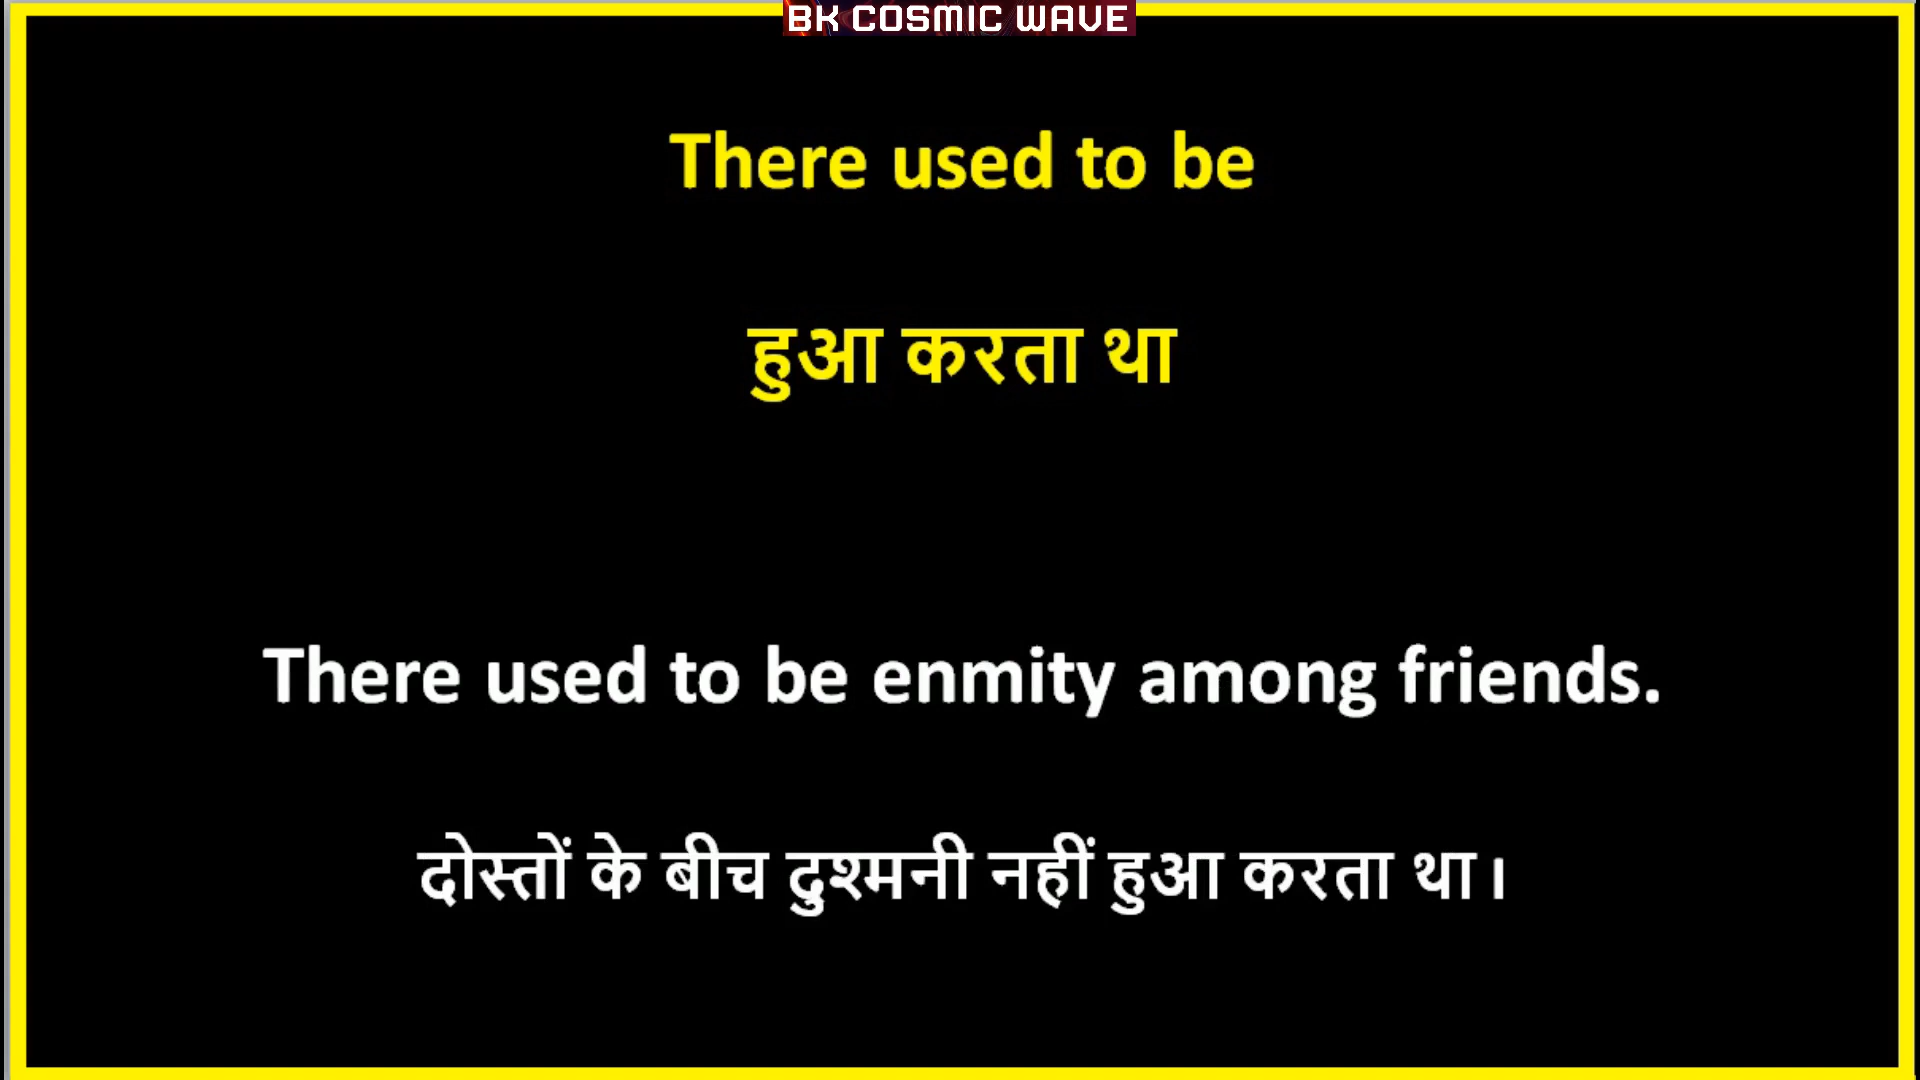 BK COSMIC WAVE
There used to be
हुआ करता था
There used to be enmity among friends.
दोस्तों के बीच दुश्मनी नहीं हुआ करता था।